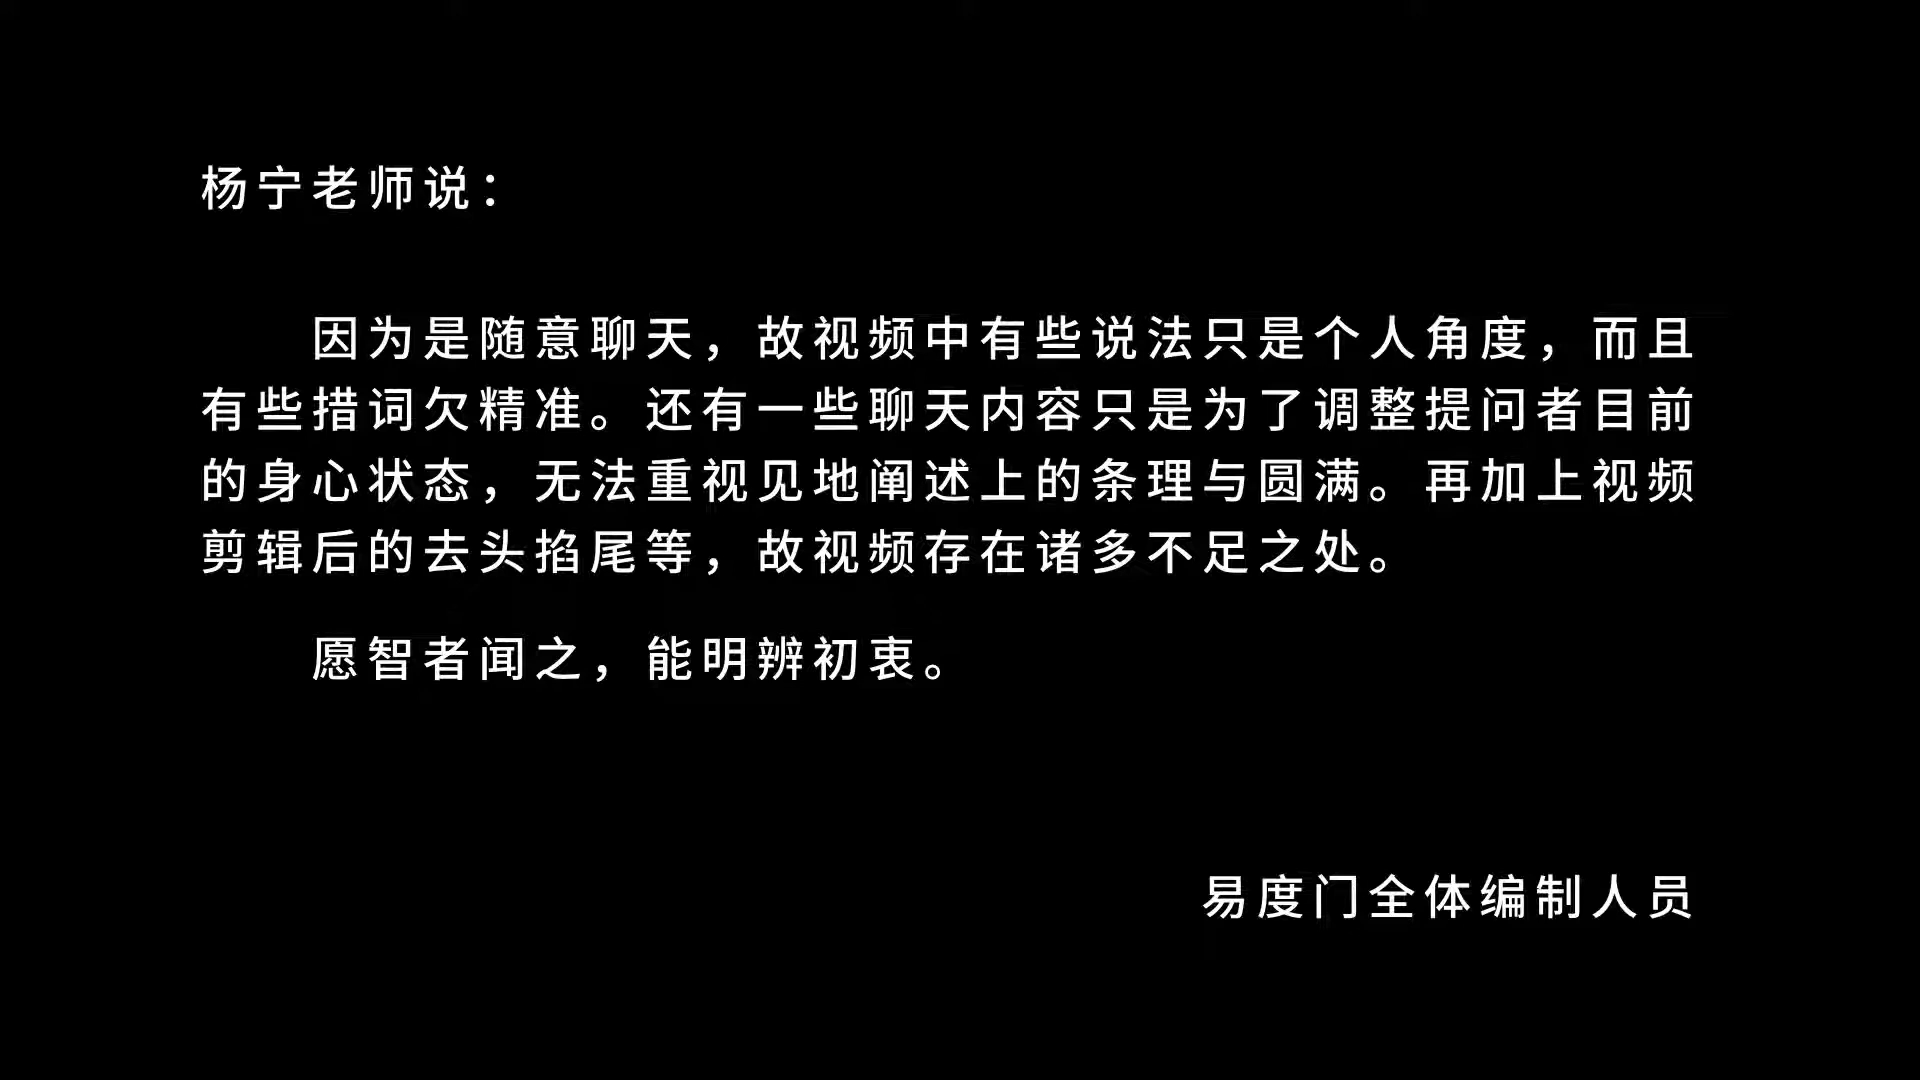 杨宁老师说：
因为是随意聊天，故视频中有些说法只是个人角度，而且
有些措词欠精准。还有一些聊天内容只是为了调整提问者目前
的身心状态，无法重视见地阐述上的条理与圆满。再加上视频
剪辑后的去头掐尾等，故视频存在诸多不足之处。
愿智者闻之，能明辨初衷。
易度门全体编制人员